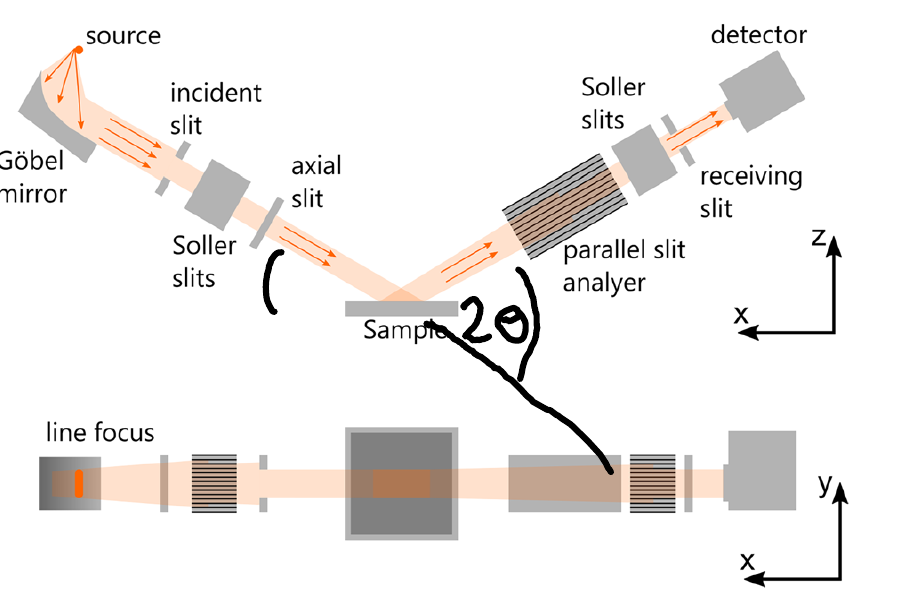 source
detector
incident
slit
Soller
slits
Göbel
mirror
axial
slit
receiving
slit
Soller
slits
parallel slit
analyer
z
x
Sample
2θ
line focus
y
x